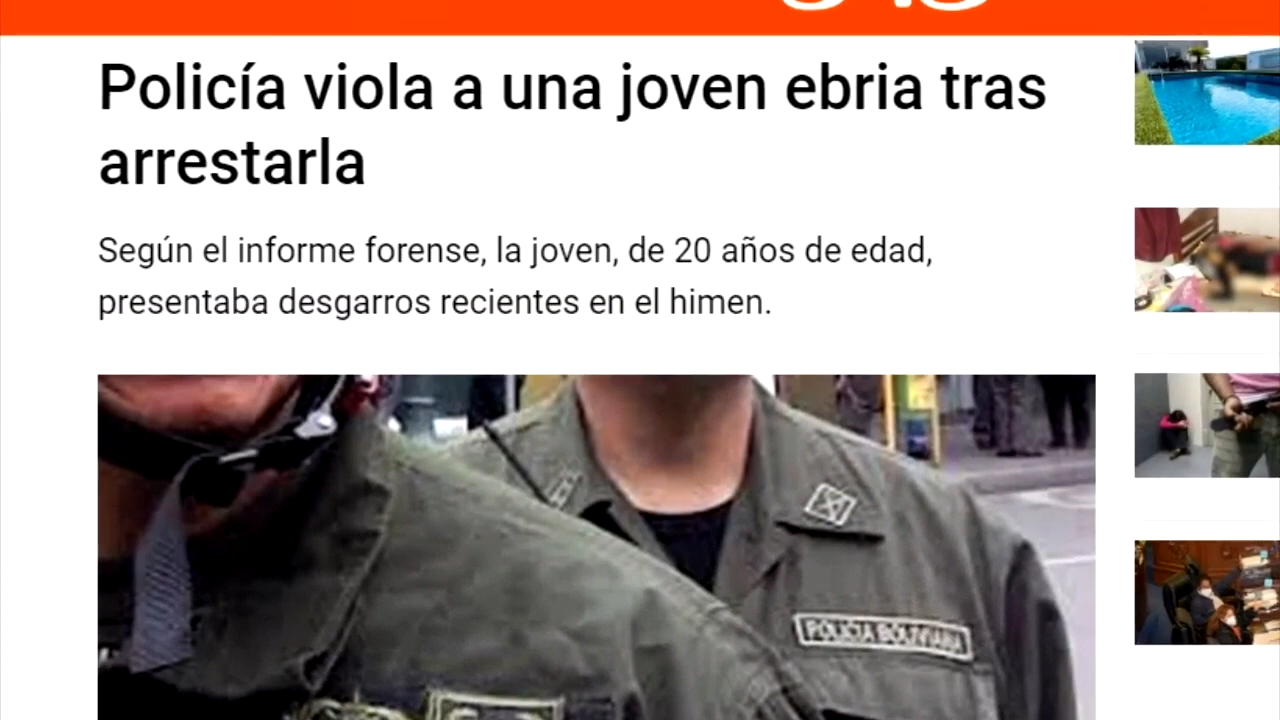 Policía viola a una joven ebria tras
arrestarla
Según el informe forense, la joven, de 20 años de edad,
presentaba desgarros recientes en el himen.
POLICIA BOLIVIANA